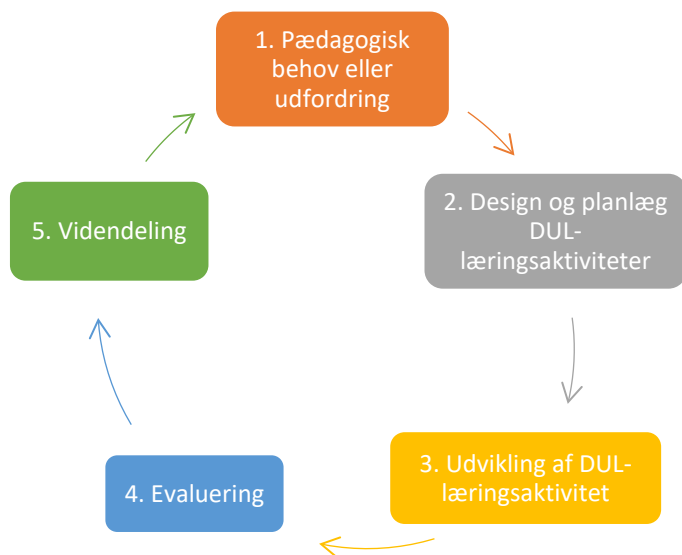 1. Pædagogisk
behov eller
udfordring
2. Design og planlæg
DUL-
læringsaktiviteter
3. Udvikling af DUL-
læringsaktivitet
4. Evaluering
5. Videndeling